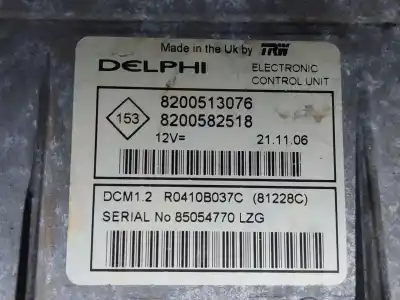 Made in the Uk by TRW
DELPHI
ELECTRONIC
CONTROL UNIT
153
8200513076
8200582518
12V= 21.11.06
DCM1.2 R0410B037C (81228C)
SERIAL No 85054770 LZG